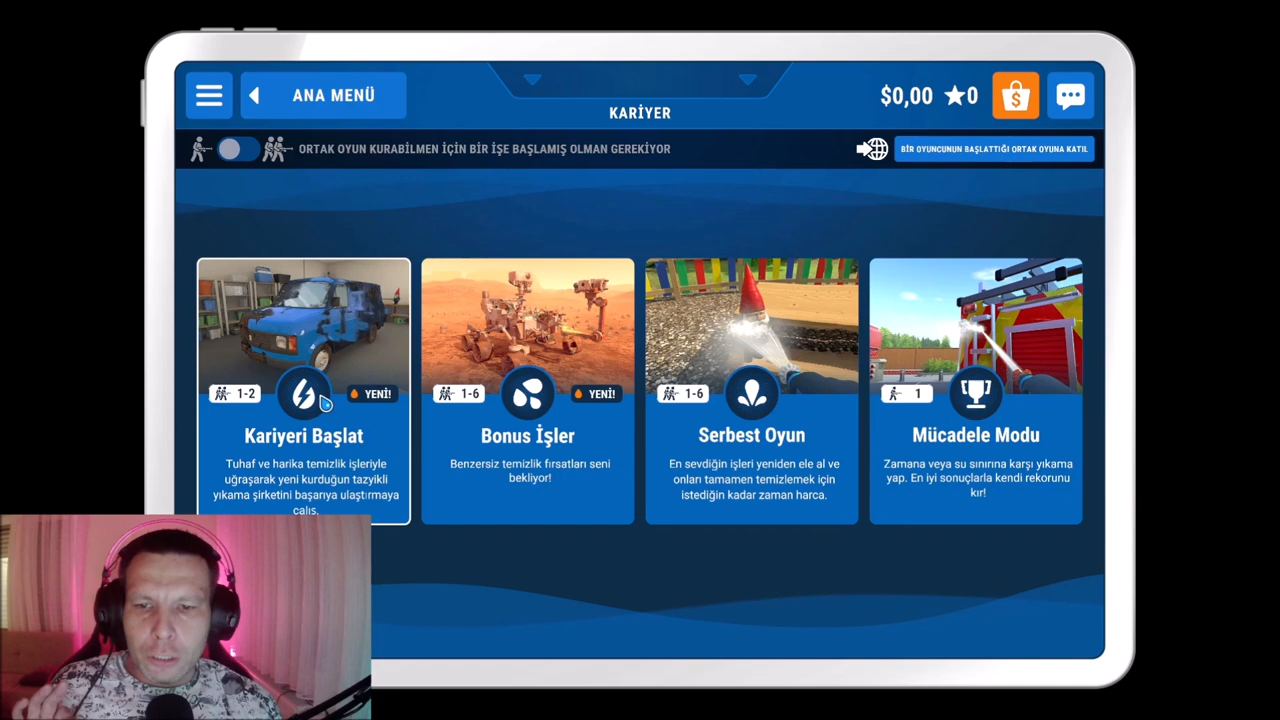 ANA MENÜ
KARİYER
$0,00 ★0
ORTAK OYUN KURABİLMEN İÇİN BİR İŞE BAŞLAMIŞ OLMAN GEREKİYOR
BİR OYUNCUNUN BAŞLATTIĞI ORTAK OYUNA KATIL
1-2
YENİ!
Kariyeri Başlat
Tuhaf ve harika temizlik işleriyle
uğraşarak yeni kurduğun tazyikli
yıkama şirketini başarıya ulaştırmaya
çalış.
1-6
YENİ!
Bonus İşler
Benzersiz temizlik fırsatları seni
bekliyor!
1-6
Serbest Oyun
En sevdiğin işleri yeniden ele al ve
onları tamamen temizlemek için
istediğin kadar zaman harca.
1
Mücadele Modu
Zamana veya su sınırına karşı yıkama
yap. En iyi sonuçlarla kendi rekorunu
kır!